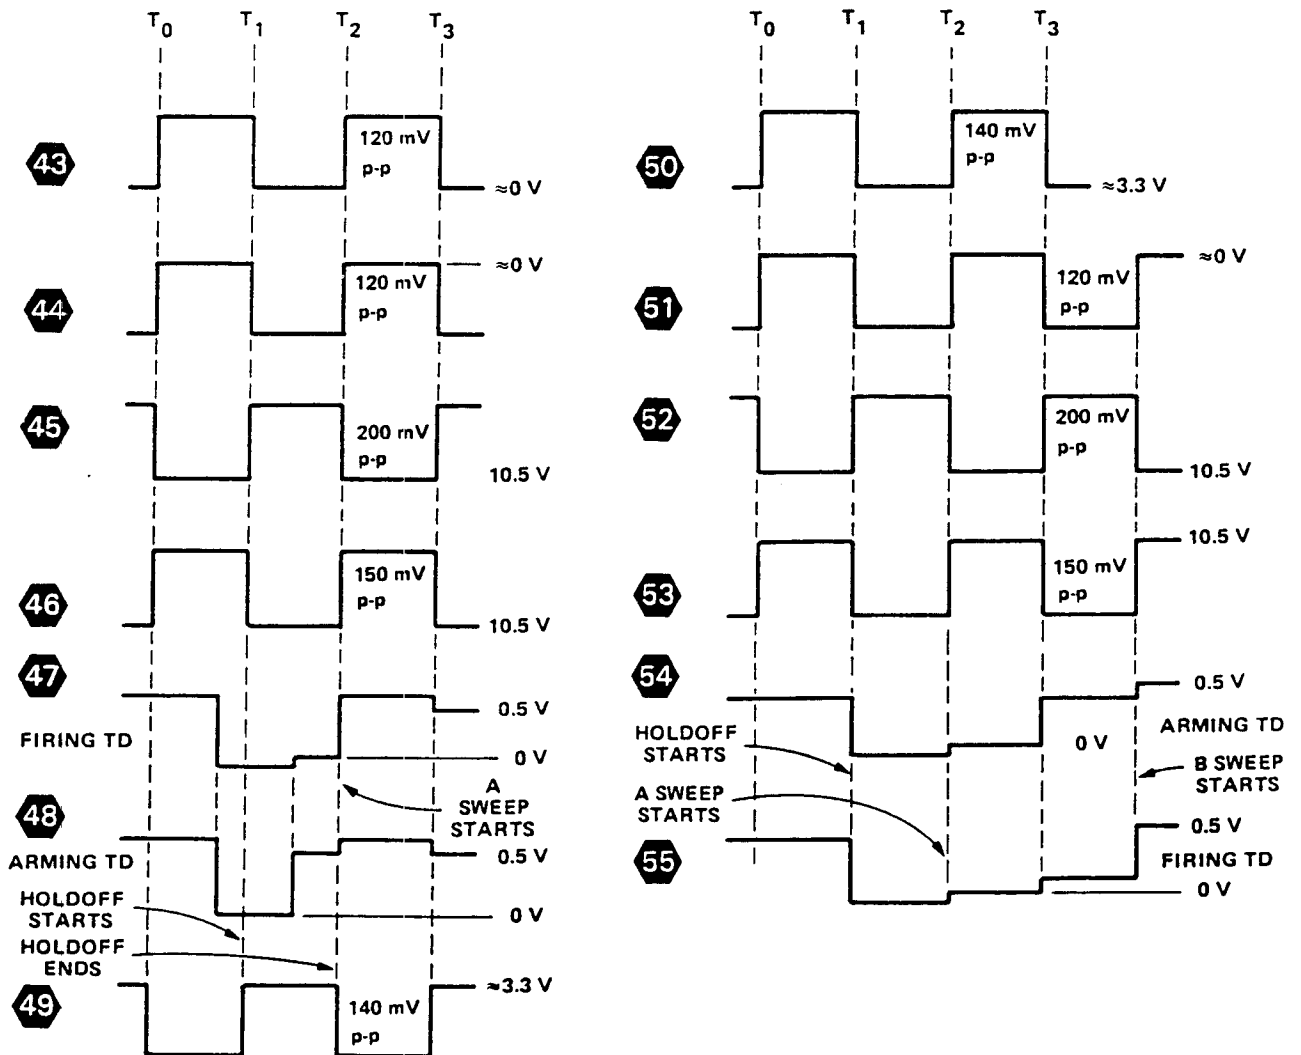 T0 T1 T2 T3
43
120 mV
p-p
≈0 V
44
≈0 V
120 mV
p-p
45
200 mV
p-p
10.5 V
46
150 mV
p-p
10.5 V
47
FIRING TD
0.5 V
0 V
A
SWEEP
STARTS
48
ARMING TD
0.5 V
HOLDOFF
STARTS
0 V
HOLDOFF
ENDS
49
≈3.3 V
140 mV
p-p
T0 T1 T2 T3
50
140 mV
p-p
≈3.3 V
51
≈0 V
120 mV
p-p
52
200 mV
p-p
10.5 V
53
10.5 V
150 mV
p-p
54
0.5 V
HOLDOFF
STARTS
0 V
ARMING TD
B SWEEP
STARTS
A SWEEP
STARTS
55
0.5 V
FIRING TD
0 V